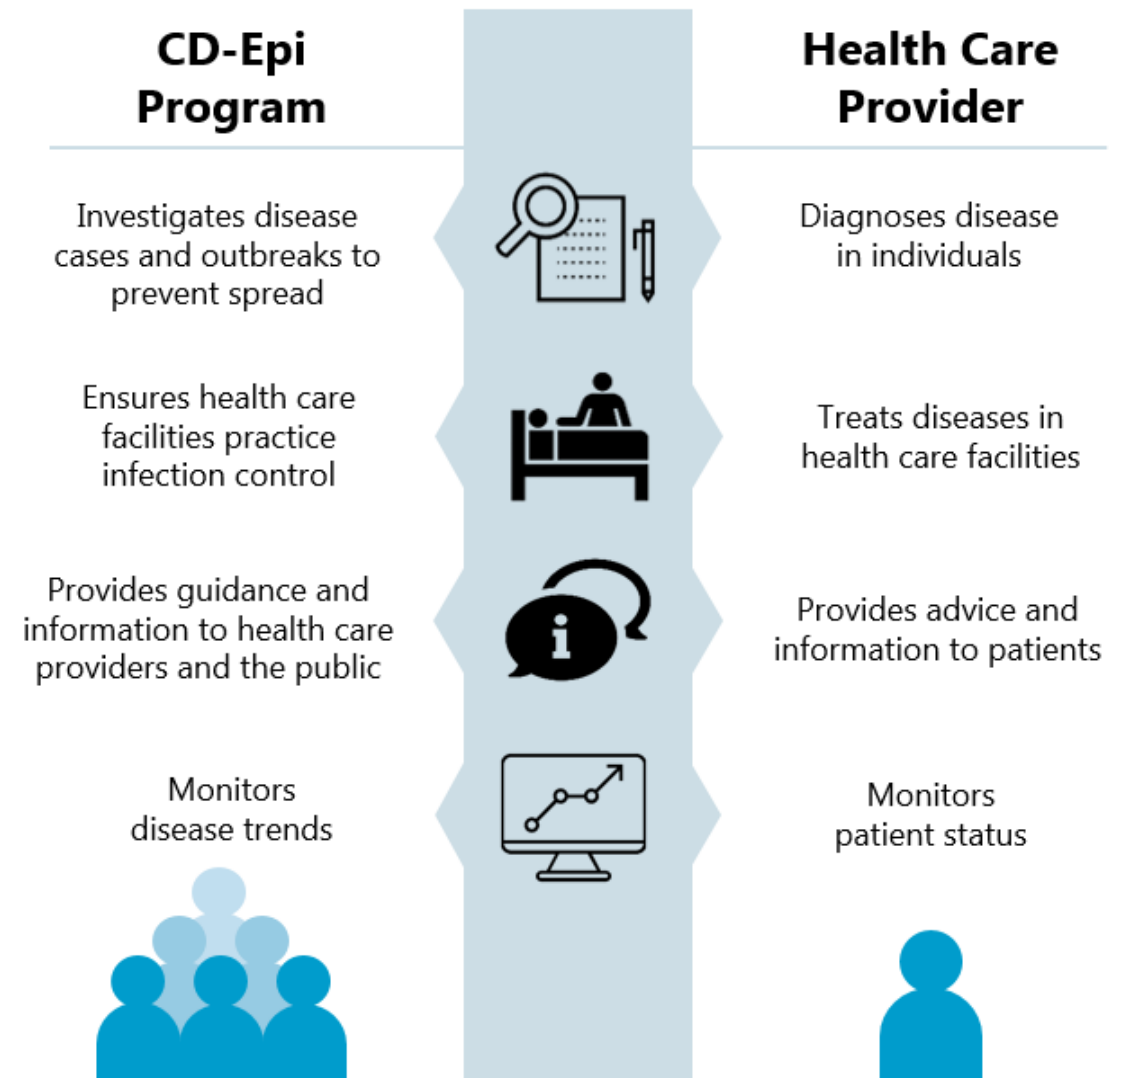 CD-Epi
Program
Health Care
Provider
Investigates disease
cases and outbreaks to
prevent spread
Diagnoses disease
in individuals
Ensures health care
facilities practice
infection control
Treats diseases in
health care facilities
Provides guidance and
information to health care
providers and the public
i
Provides advice and
information to patients
Monitors
disease trends
Monitors
patient status